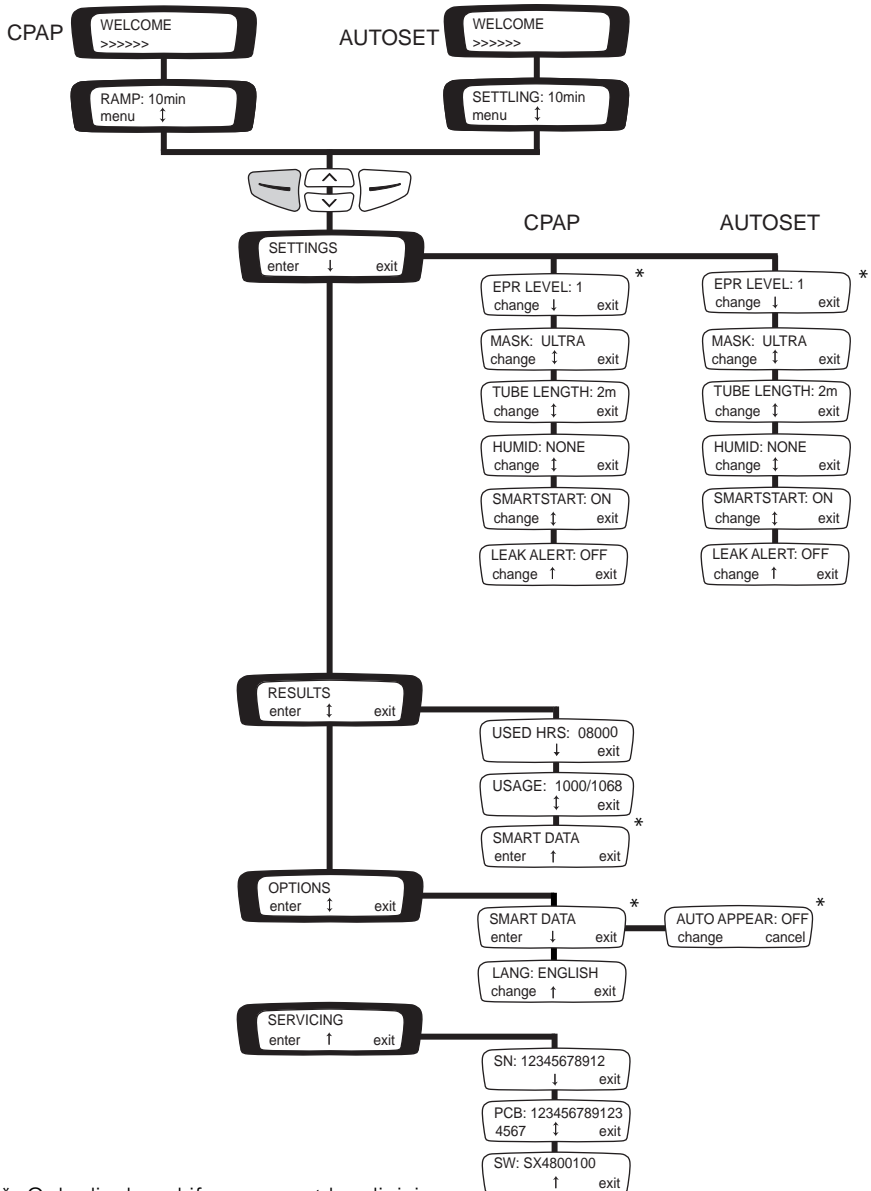 CPAP
WELCOME
>>>>>>
RAMP: 10min
menu ↕
AUTOSET
WELCOME
>>>>>>
SETTLING: 10min
menu ↕
SETTINGS
enter ↓ exit
CPAP
EPR LEVEL: 1 *
change ↓ exit
MASK: ULTRA
change ↕ exit
TUBE LENGTH: 2m
change ↕ exit
HUMID: NONE
change ↕ exit
SMARTSTART: ON
change ↕ exit
LEAK ALERT: OFF
change ↑ exit
AUTOSET
EPR LEVEL: 1 *
change ↓ exit
MASK: ULTRA
change ↕ exit
TUBE LENGTH: 2m
change ↕ exit
HUMID: NONE
change ↕ exit
SMARTSTART: ON
change ↕ exit
LEAK ALERT: OFF
change ↑ exit
RESULTS
enter ↕ exit
USED HRS: 08000
↓ exit
USAGE: 1000/1068
↕ exit
SMART DATA *
enter ↑ exit
OPTIONS
enter ↕ exit
SMART DATA *
enter ↓ exit
AUTO APPEAR: OFF *
change cancel
LANG: ENGLISH
change ↑ exit
SERVICING
enter ↑ exit
SN: 12345678912
↓ exit
PCB: 123456789123
4567 ↕ exit
SW: SX4800100
↑ exit